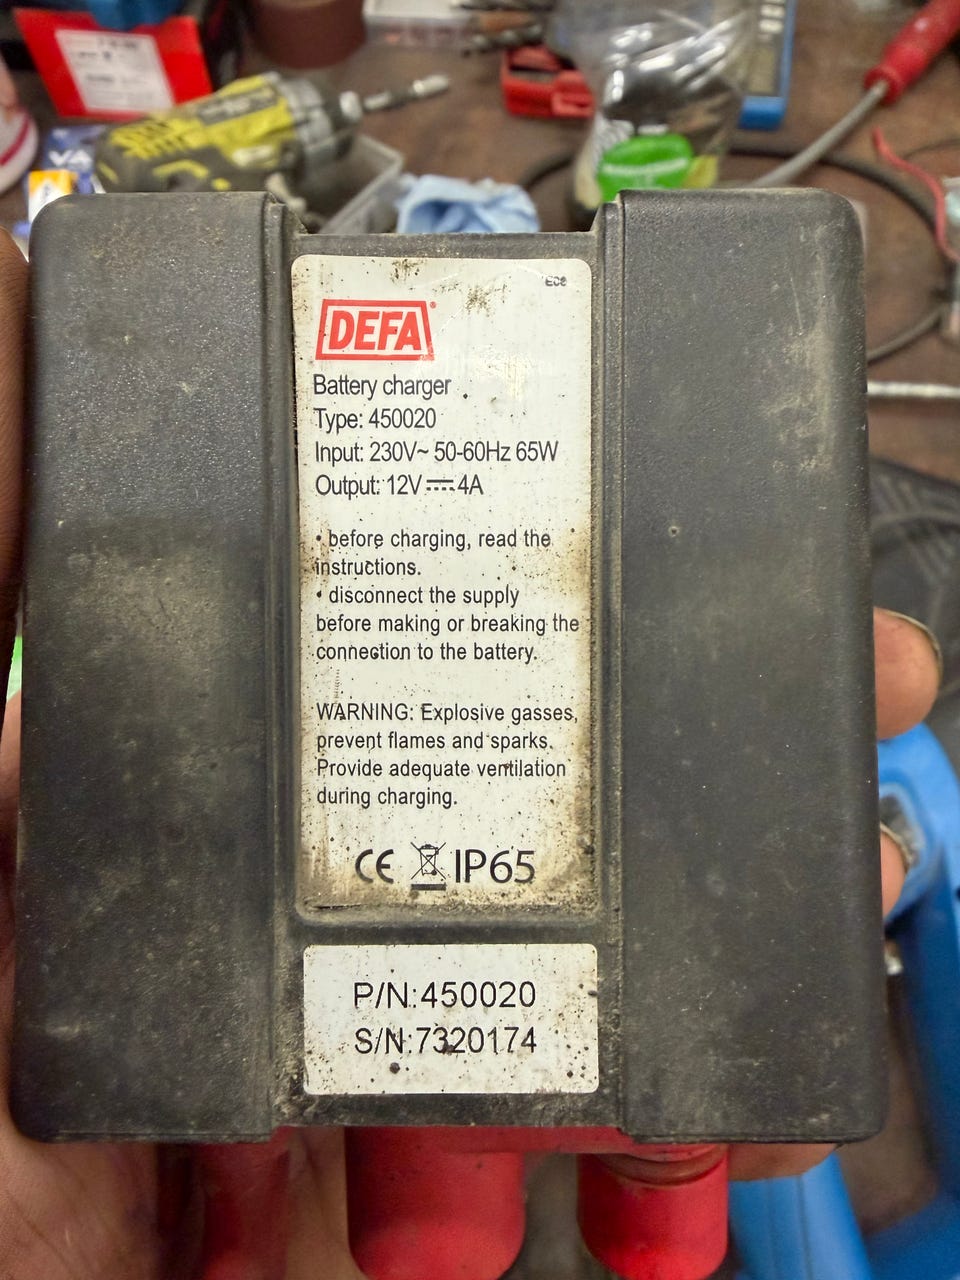 V4
Ec8
DEFA®
Battery charger
Type: 450020
Input: 230V~ 50-60Hz 65W
Output: 12V⎓4A
• before charging, read the
instructions.
• disconnect the supply
before making or breaking the
connection to the battery.
WARNING: Explosive gasses,
prevent flames and sparks.
Provide adequate ventilation
during charging.
CE IP65
P/N:450020
S/N:7320174